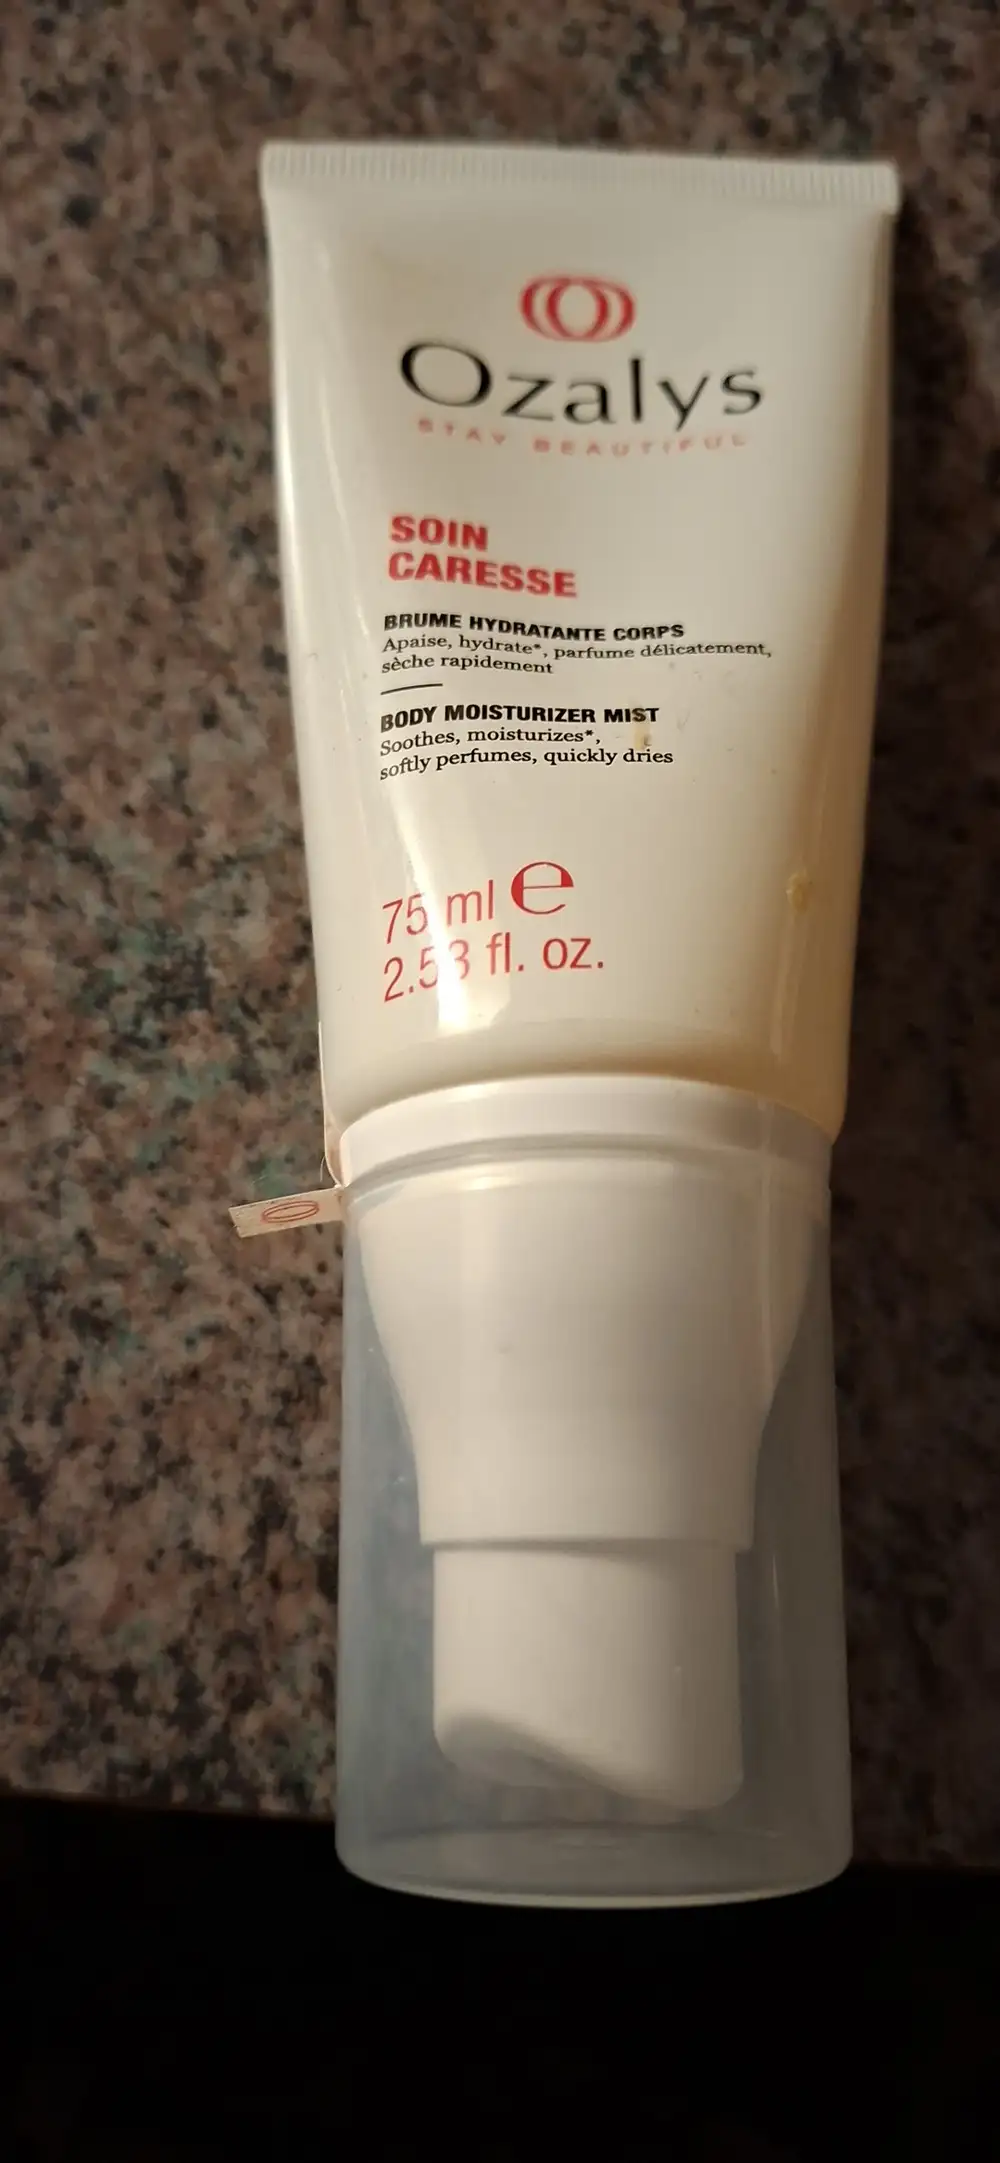 Ozalys
STAY BEAUTIFUL
SOIN
CARESSE
BRUME HYDRATANTE CORPS
Apaise, hydrate*, parfume délicatement,
sèche rapidement
BODY MOISTURIZER MIST
Soothes, moisturizes*,
softly perfumes, quickly dries
75 ml e
2.53 fl. oz.